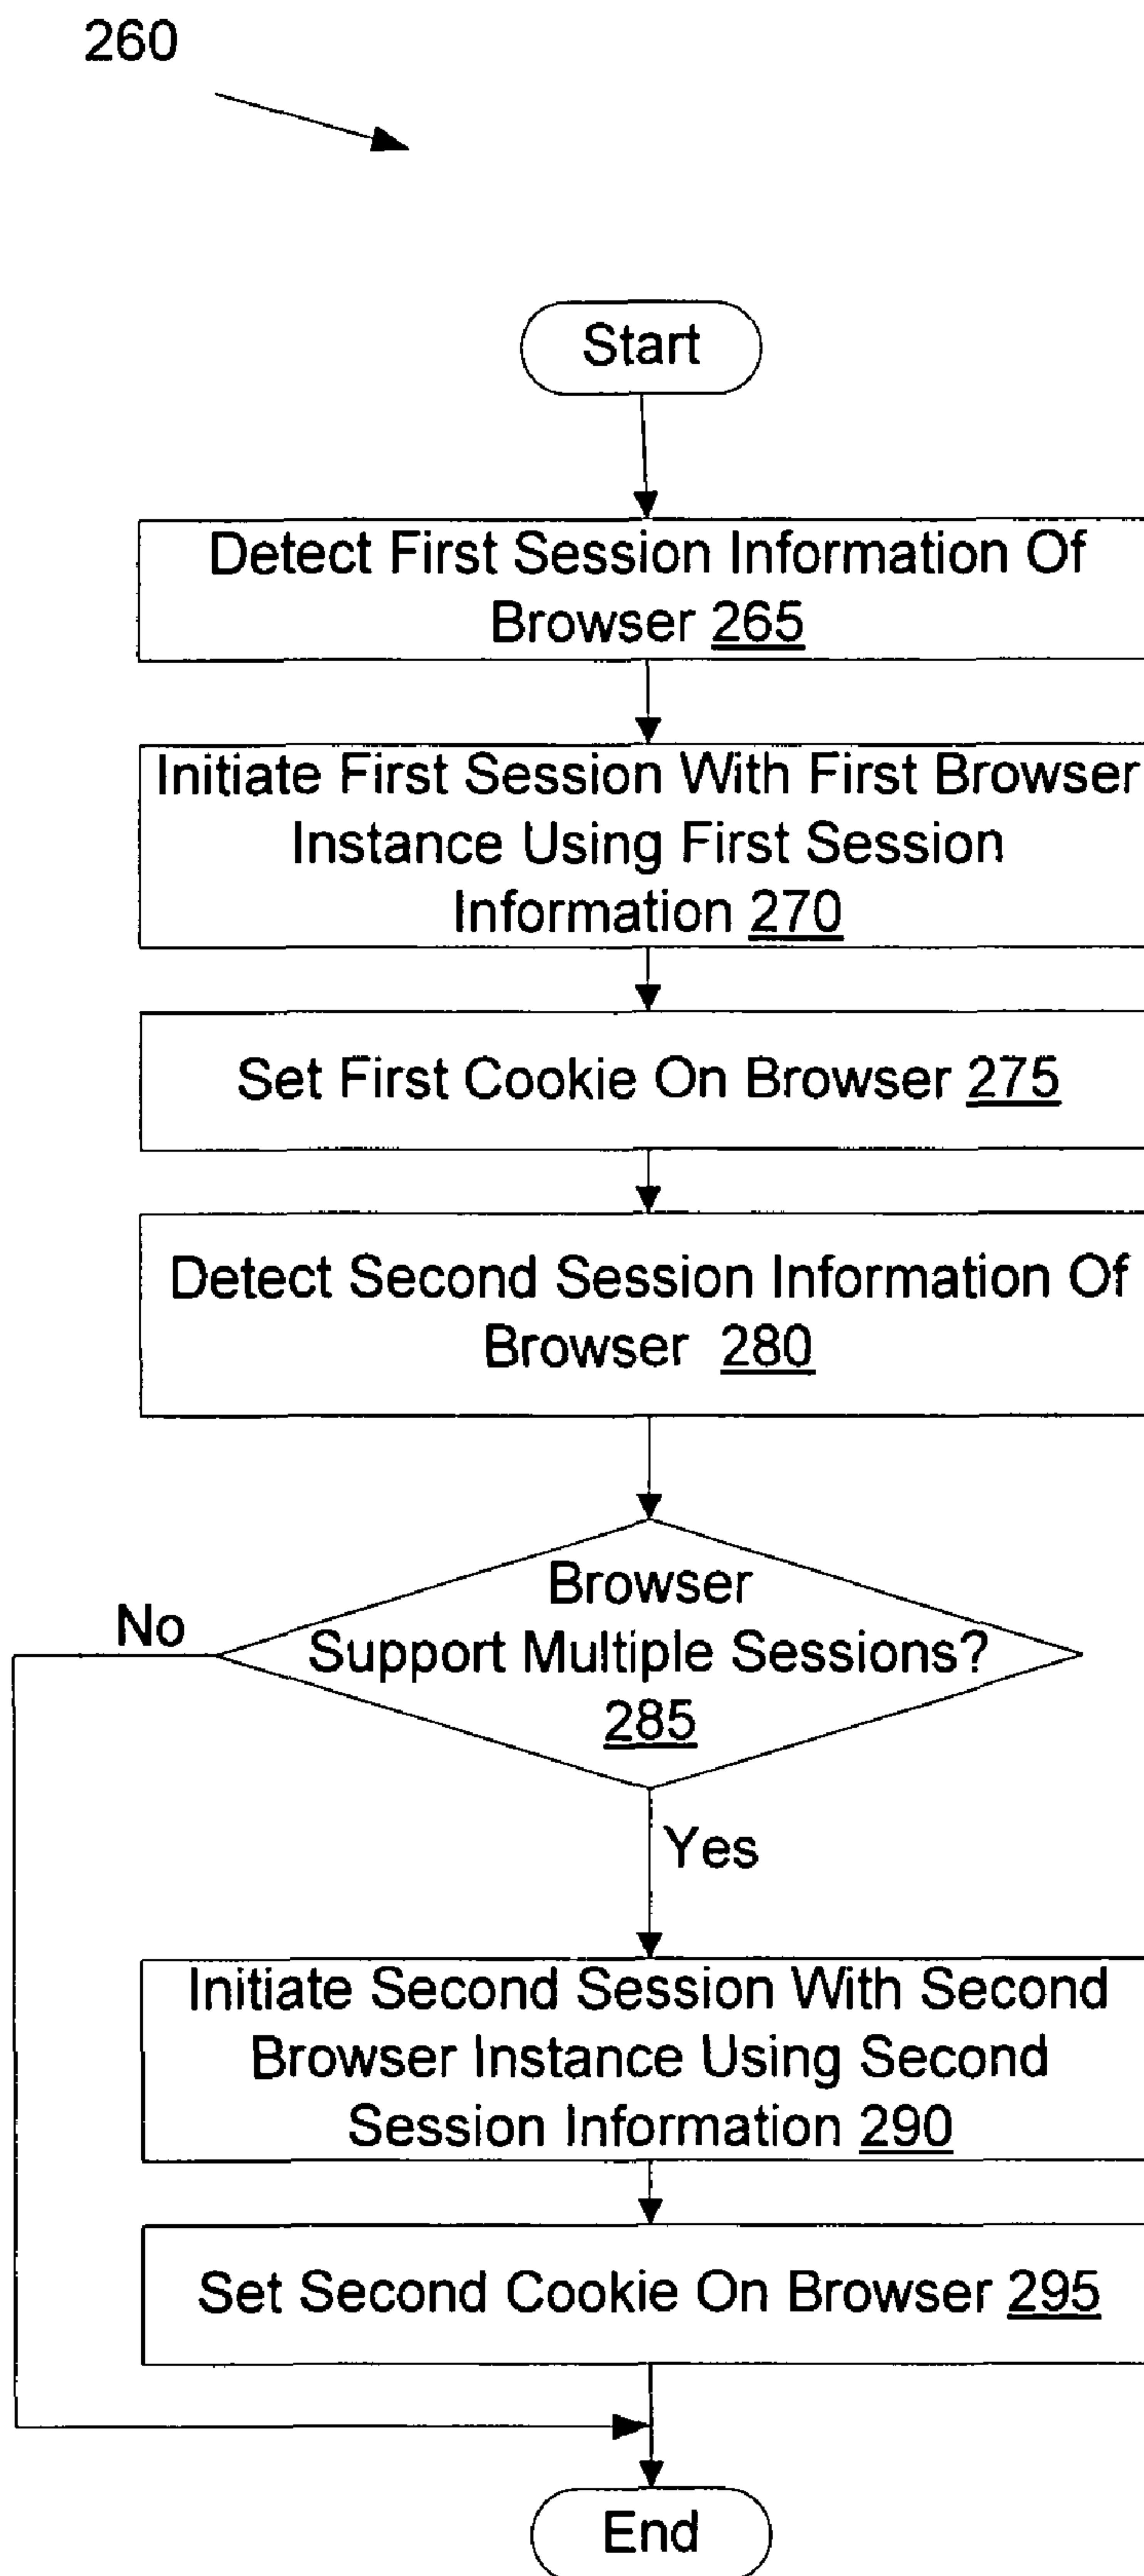 260
Start
Detect First Session Information Of
Browser 265
Initiate First Session With First Browser
Instance Using First Session
Information 270
Set First Cookie On Browser 275
Detect Second Session Information Of
Browser 280
Browser
No
Support Multiple Sessions?
285
Yes
Initiate Second Session With Second
Browser Instance Using Second
Session Information 290
Set Second Cookie On Browser 295
End